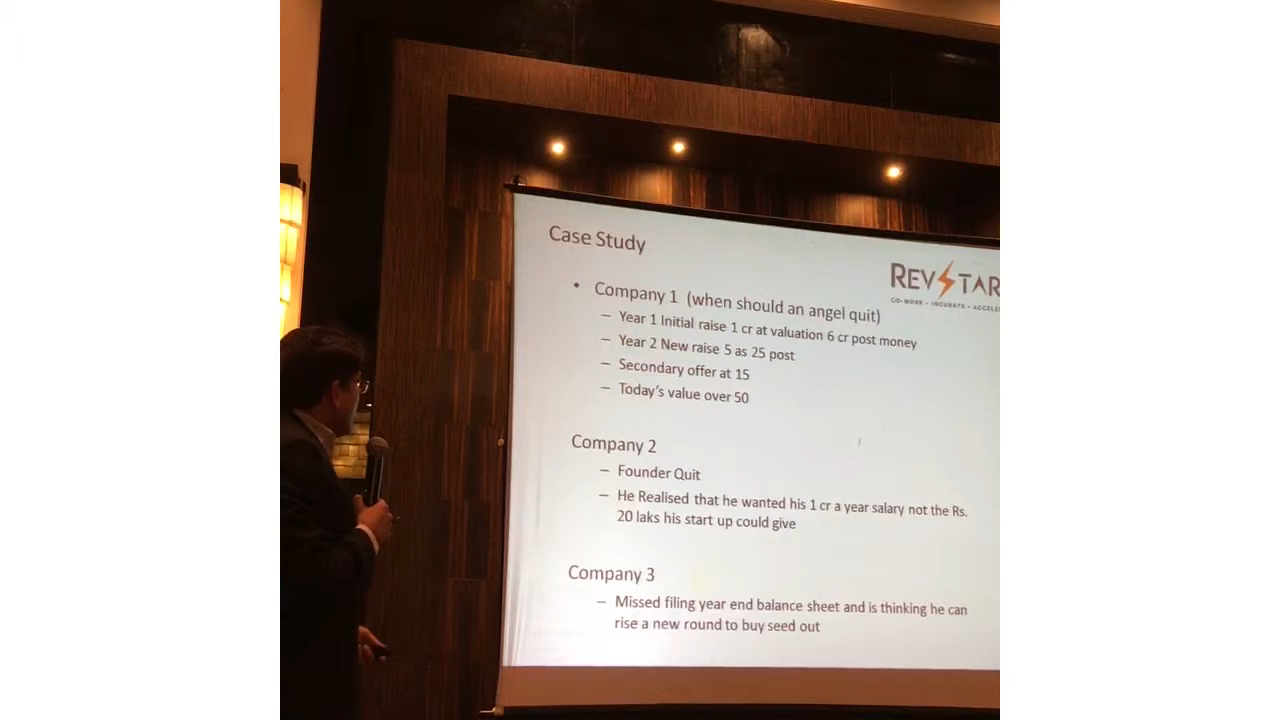 Case Study
REVSTAR
CO-WORK • INCUBATE • ACCELE
• Company 1 (when should an angel quit)
– Year 1 Initial raise 1 cr at valuation 6 cr post money
– Year 2 New raise 5 as 25 post
– Secondary offer at 15
– Today's value over 50
Company 2
– Founder Quit
– He Realised that he wanted his 1 cr a year salary not the Rs.
20 laks his start up could give
Company 3
– Missed filing year end balance sheet and is thinking he can
rise a new round to buy seed out